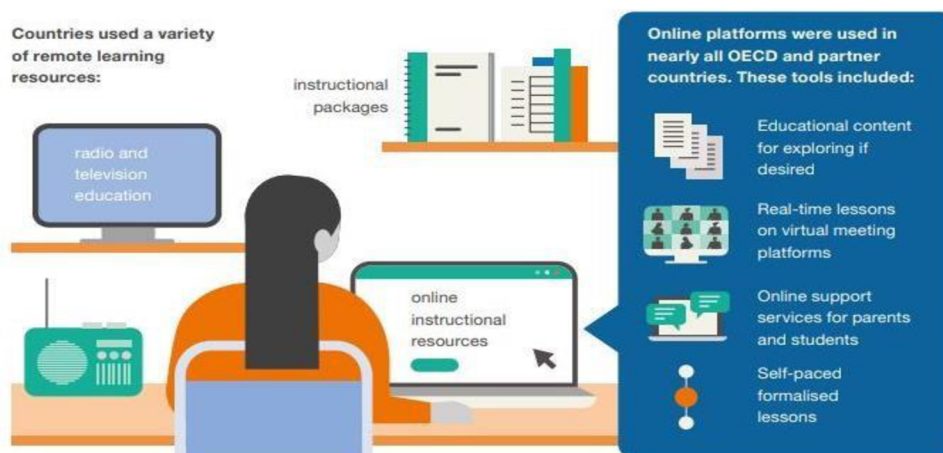 Countries used a variety
of remote learning
resources:
instructional
packages
radio and
television
education
online
instructional
resources
Online platforms were used in
nearly all OECD and partner
countries. These tools included:
Educational content
for exploring if
desired
Real-time lessons
on virtual meeting
platforms
Online support
services for parents
and students
Self-paced
formalised
lessons